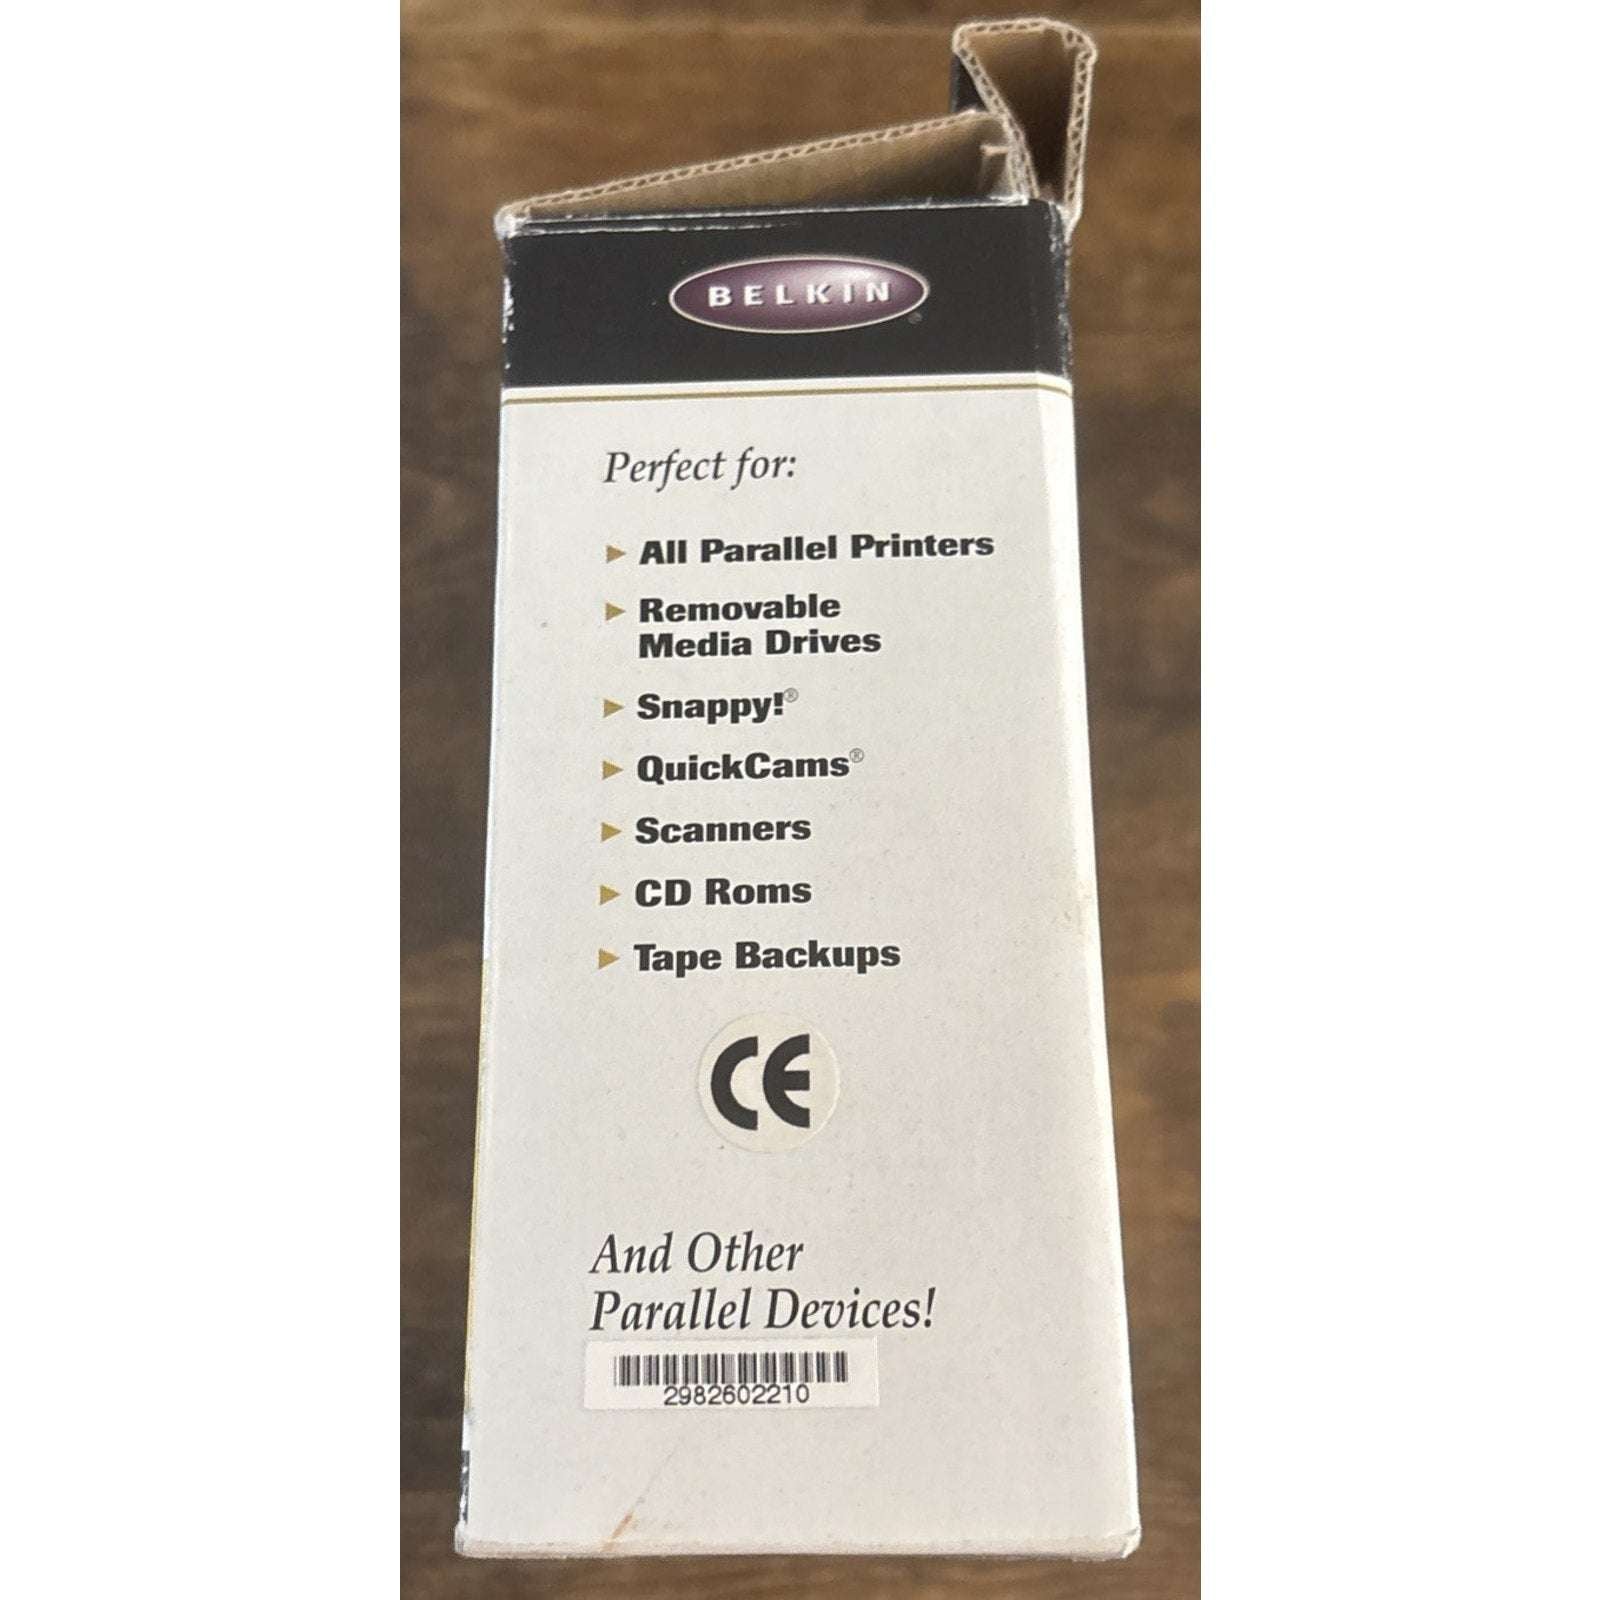 BELKIN®
Perfect for:
All Parallel Printers
Removable
Media Drives
Snappy!®
QuickCams®
Scanners
CD Roms
Tape Backups
CE
And Other
Parallel Devices!
2982602210